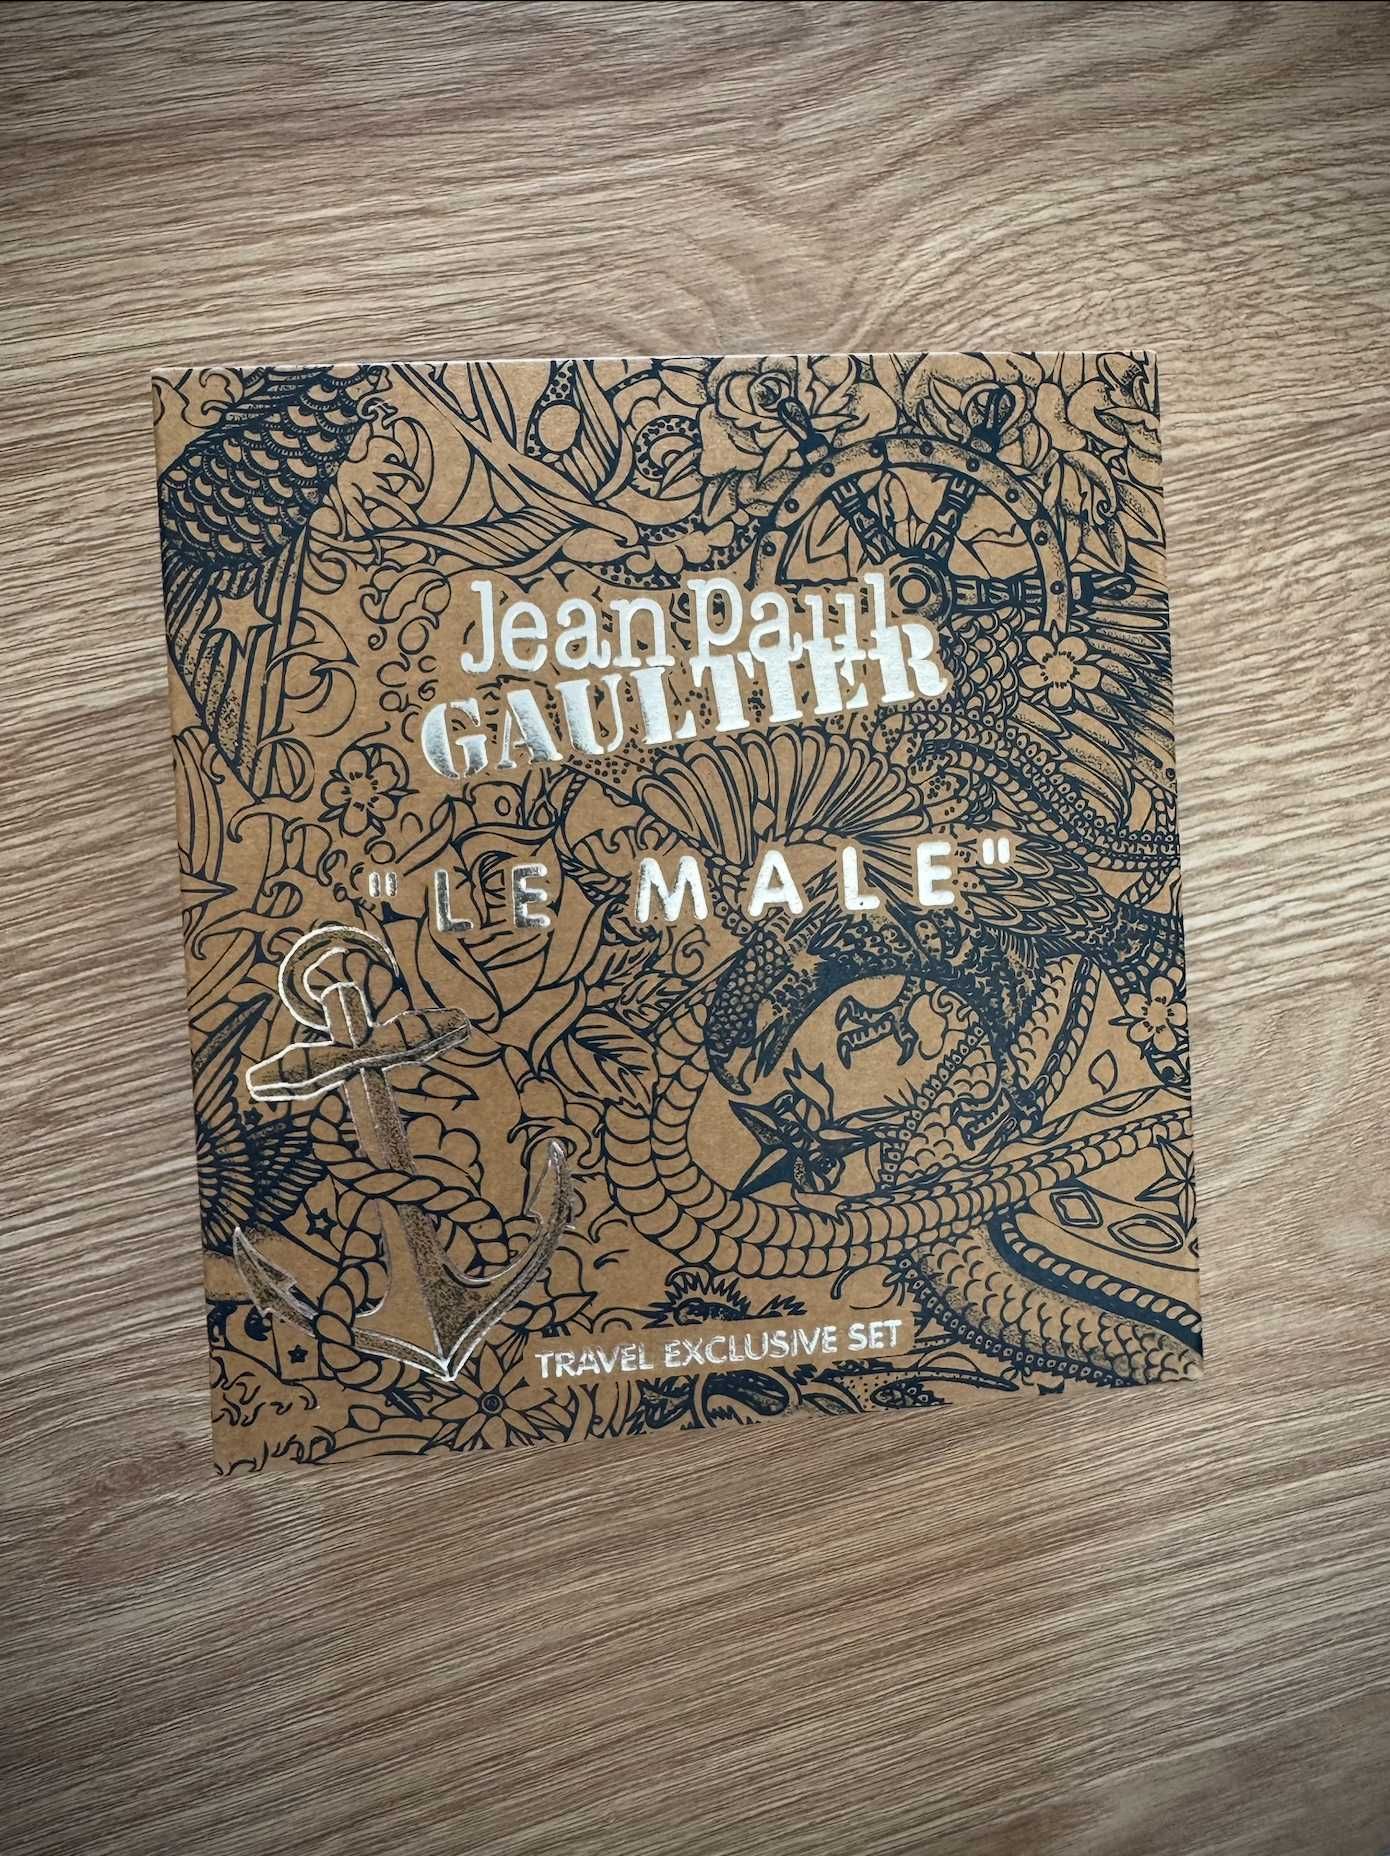 Jean Paul
GAULTIER
"LE MALE"
TRAVEL EXCLUSIVE SET